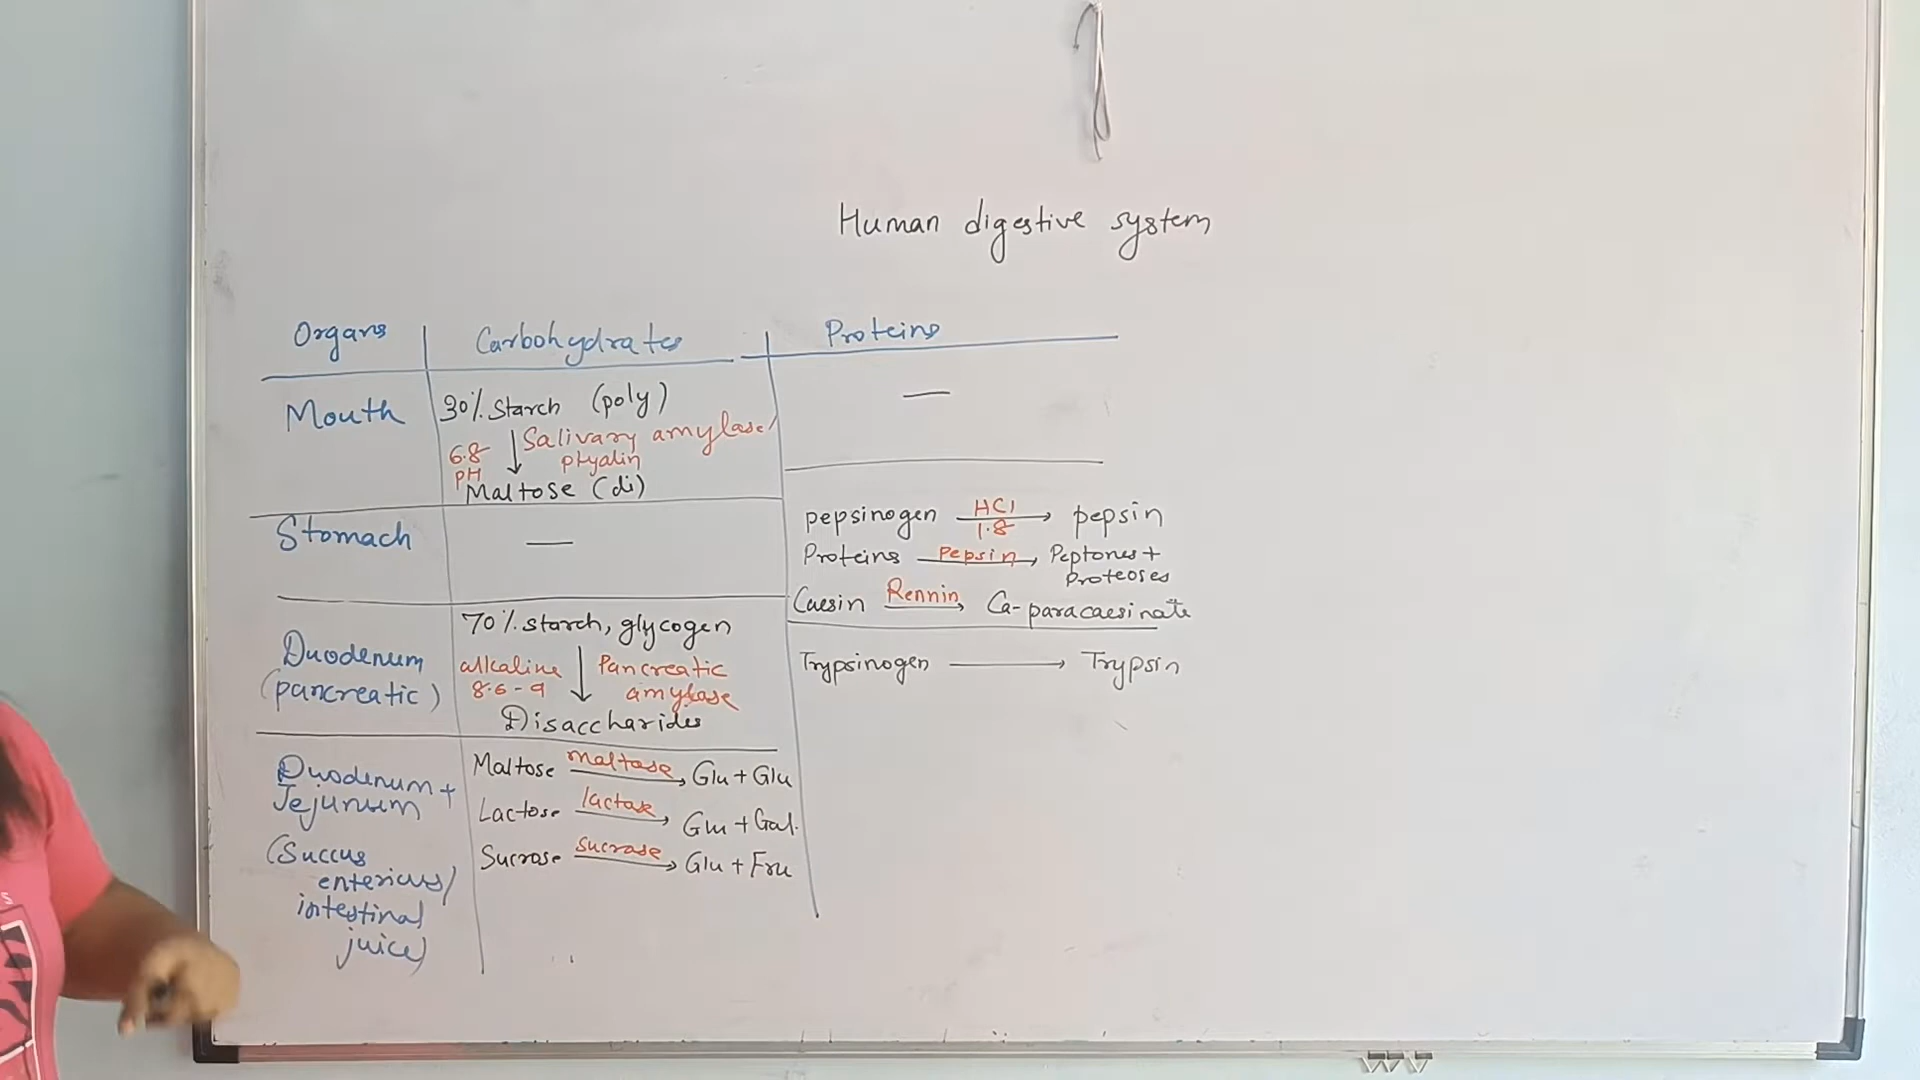 Human digestive system
Organs Carbohydrates Proteins
Mouth 30% Starch (poly) —
6.8 pH Salivary amylase/
ptyalin
Maltose (di)
Stomach — pepsinogen HCl 1.8 → pepsin
Proteins Pepsin → Peptones +
Proteoses
Caesin Rennin → Ca-paracaesinate
Duodenum 70% starch, glycogen Trypsinogen → Trypsin
(pancreatic) alkaline Pancreatic
8.6-9 amylase
Disaccharides
Duodenum + Maltose maltase → Glu + Glu
Jejunum Lactose lactase → Glu + Gal.
(Succus Sucrose sucrase → Glu + Fru
entericus/
intestinal
juice)